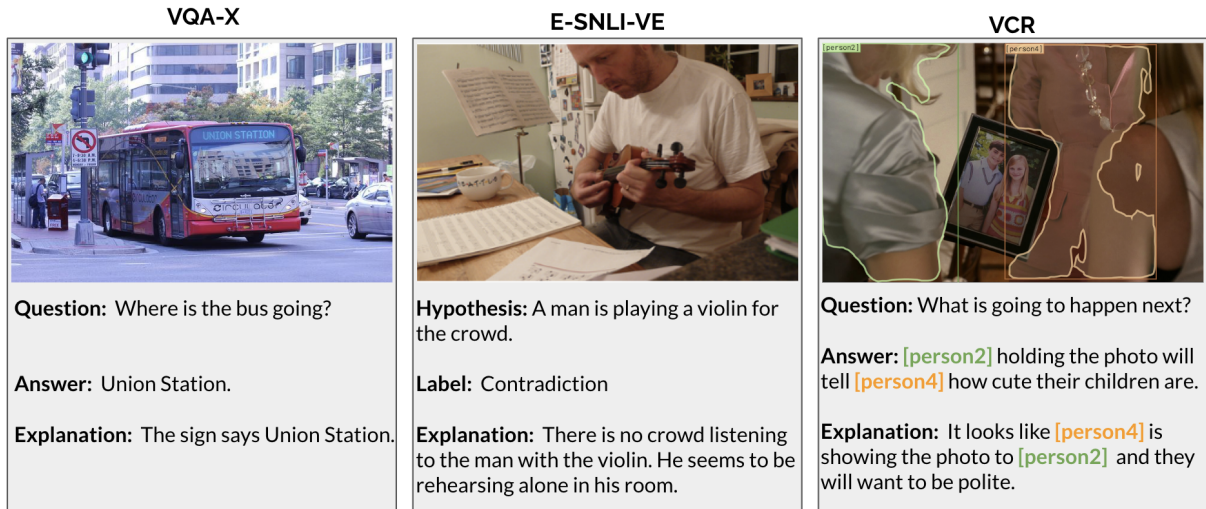 VQA-X
UNION STATION
circulator
Question: Where is the bus going?
Answer: Union Station.
Explanation: The sign says Union Station.
E-SNLI-VE
Hypothesis: A man is playing a violin for
the crowd.
Label: Contradiction
Explanation: There is no crowd listening
to the man with the violin. He seems to be
rehearsing alone in his room.
VCR
[person2]
[person4]
Question: What is going to happen next?
Answer: [person2] holding the photo will
tell [person4] how cute their children are.
Explanation: It looks like [person4] is
showing the photo to [person2] and they
will want to be polite.